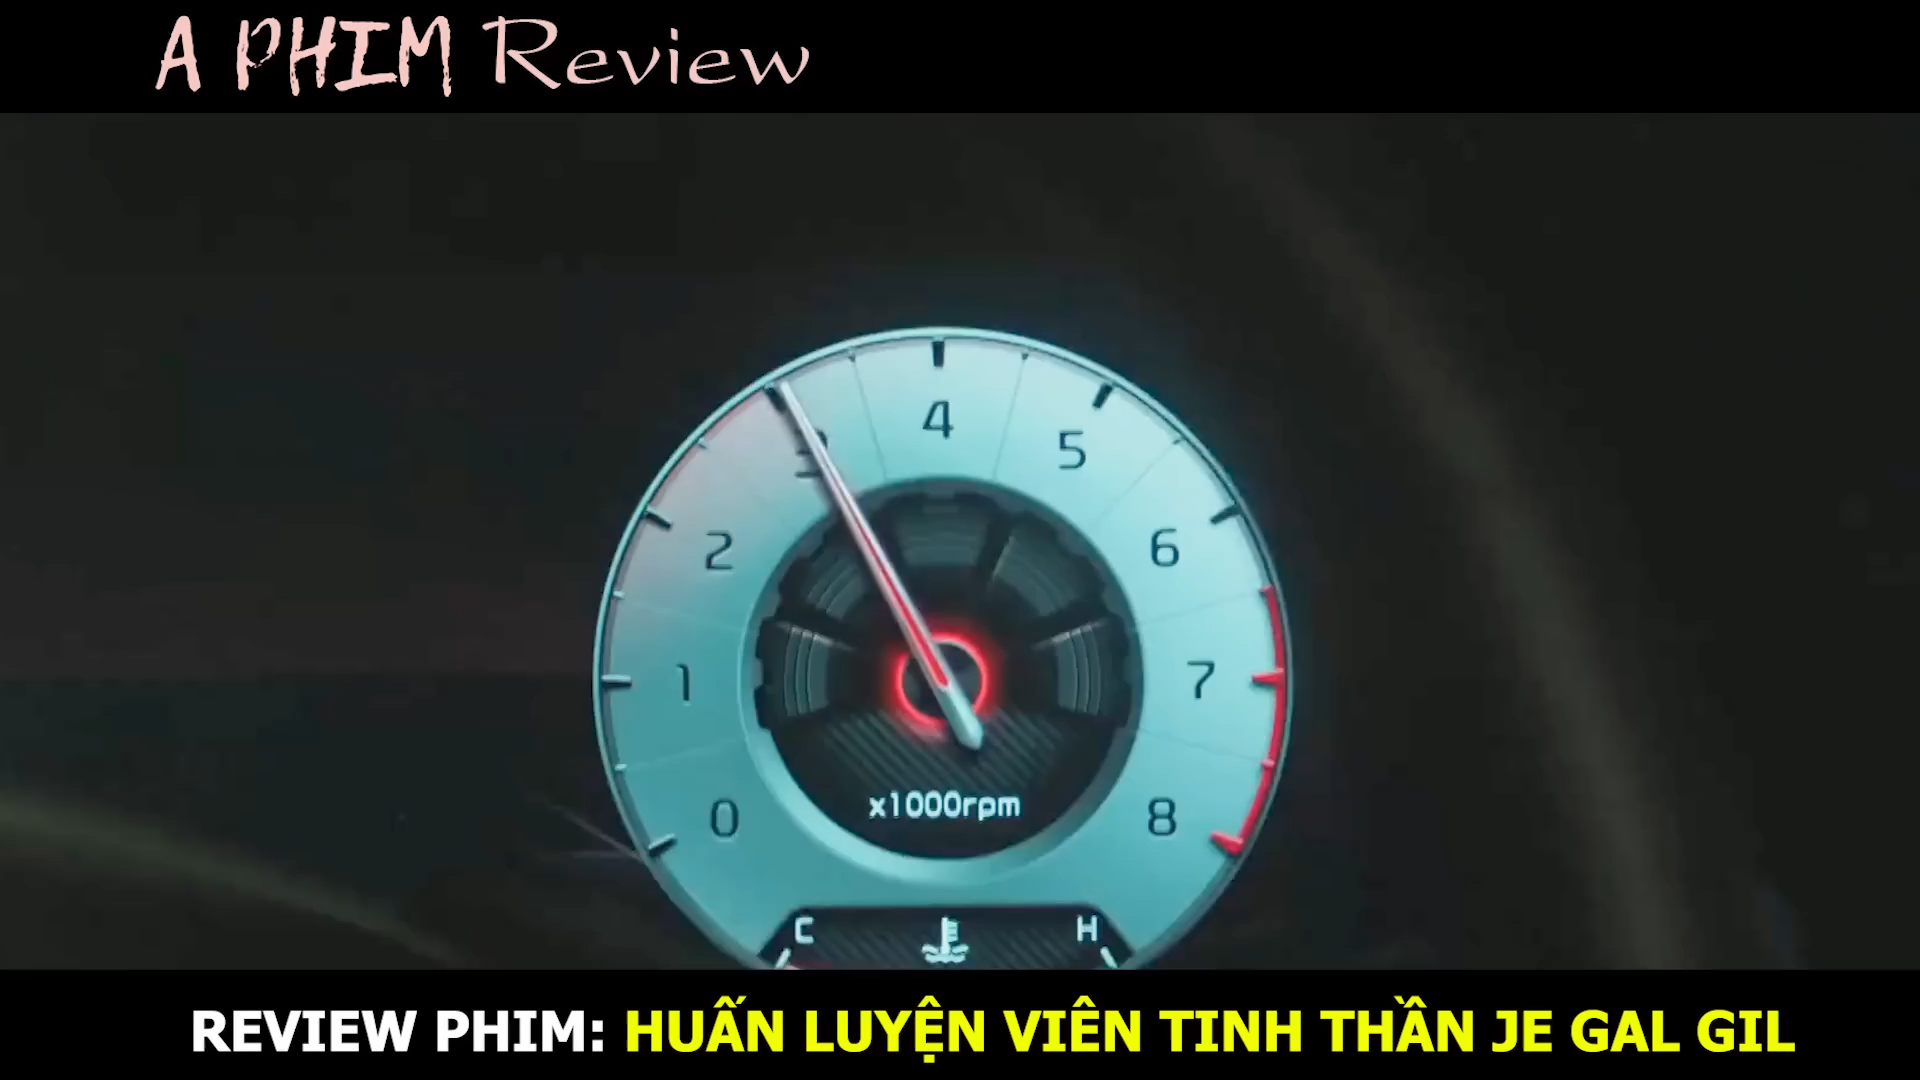 A PHIM Review
4
3
5
2
6
1
7
x1000rpm
0
8
C
H
REVIEW PHIM: HUẤN LUYỆN VIÊN TINH THẦN JE GAL GIL